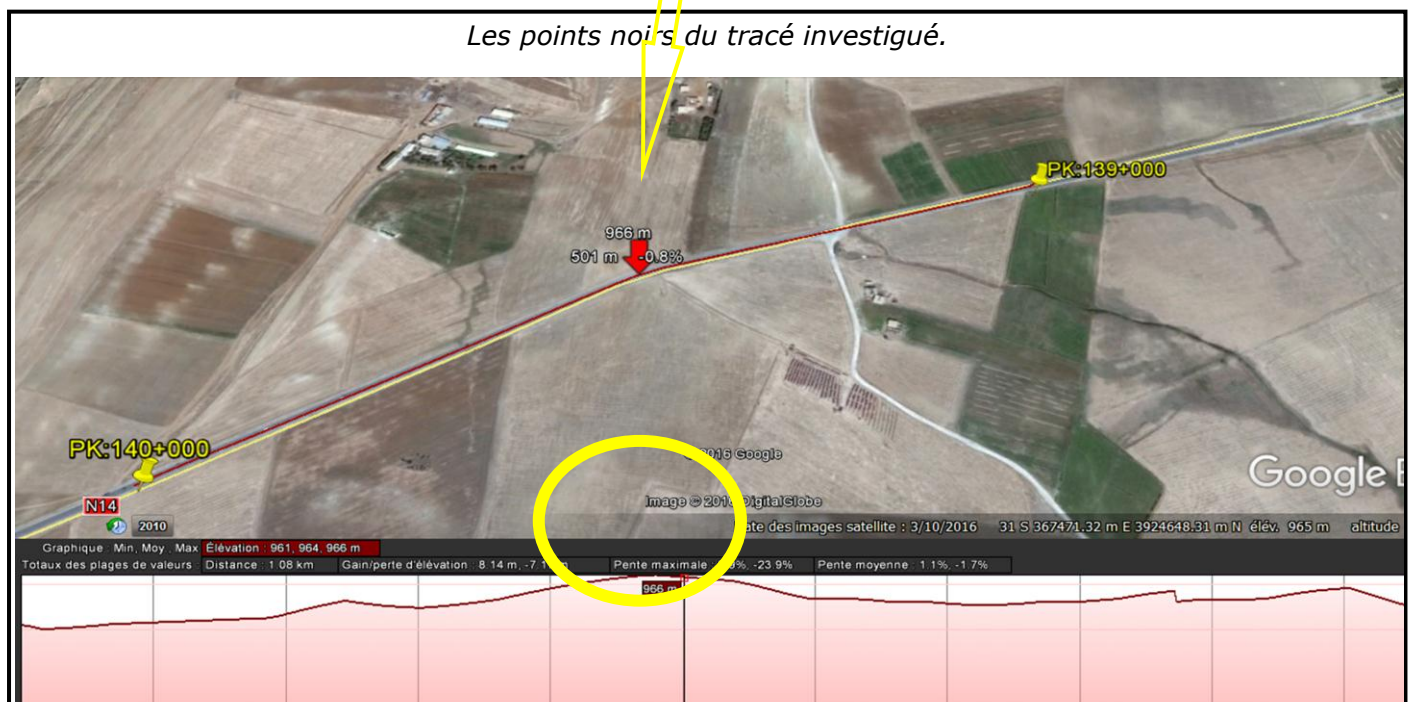 Les points noirs du tracé investigué.
PK:139+000
966 m
501 m -0.8%
PK:140+000
2016 Google
Google
N14
Image © 2016 DigitalGlobe
2010
ate des images satellite : 3/10/2016 31 S 367471.32 m E 3924648.31 m N élév. 965 m altitude
Graphique : Min, Moy , Max Élévation : 961, 964, 966 m
Totaux des plages de valeurs Distance : 1.08 km Gain/perte d'élévation : 8.14 m, Pente maximale : -23.9% Pente moyenne : 1.1%, -1.7%
966 m